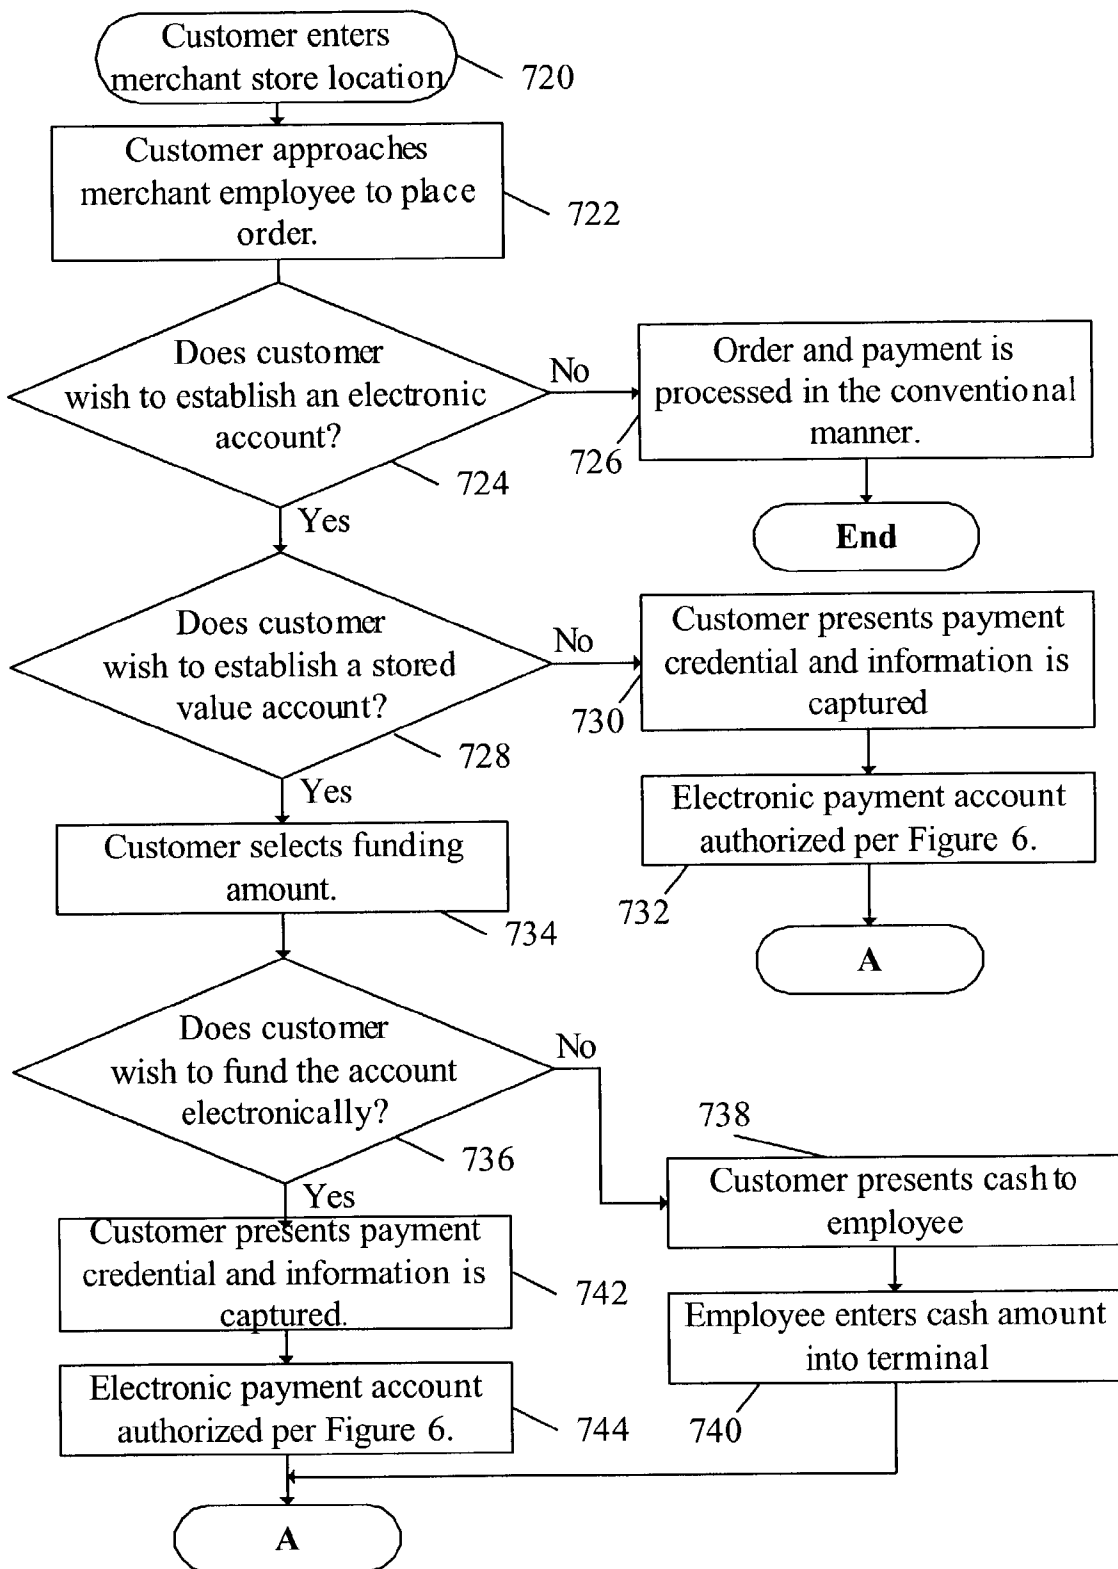 Customer enters
merchant store location
720
Customer approaches
merchant employee to place
order.
722
Does customer
wish to establish an electronic
account?
724
No
Order and payment is
processed in the conventional
manner.
726
End
Yes
Does customer
wish to establish a stored
value account?
728
No
Customer presents payment
credential and information is
captured
730
Electronic payment account
authorized per Figure 6.
732
A
Yes
Customer selects funding
amount.
734
Does customer
wish to fund the account
electronically?
736
No
738
Customer presents cash to
employee
Employee enters cash amount
into terminal
740
Yes
Customer presents payment
credential and information is
captured.
742
Electronic payment account
authorized per Figure 6.
744
A